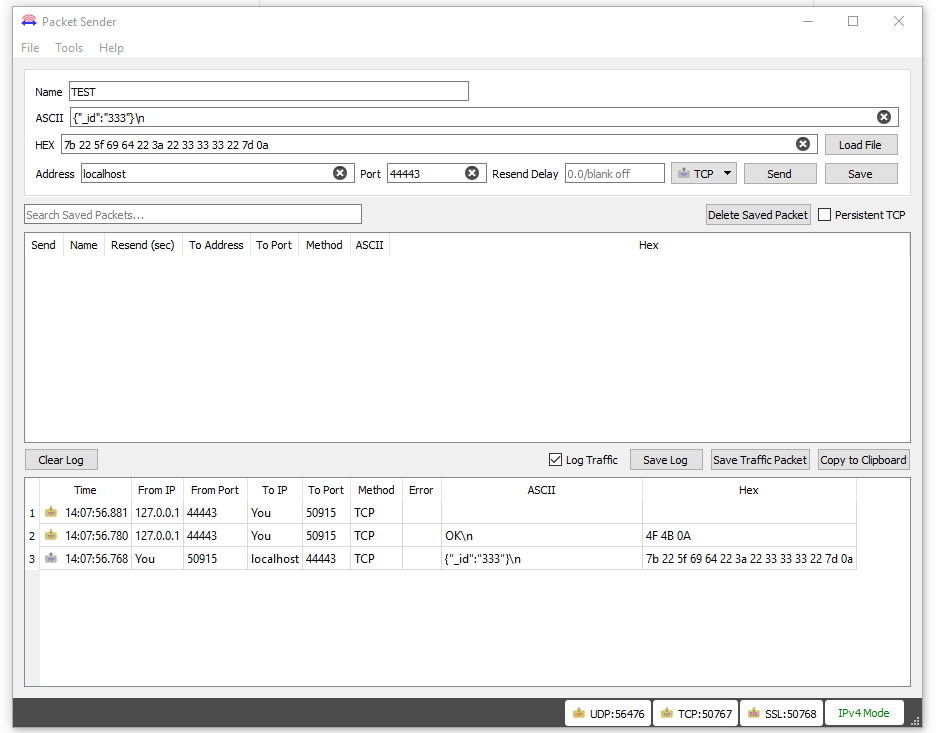 Packet Sender
File Tools Help
Name TEST
ASCII {"_id":"333"}\n
HEX 7b 22 5f 69 64 22 3a 22 33 33 33 22 7d 0a Load File
Address localhost Port 44443 Resend Delay 0.0/blank off TCP Send Save
Search Saved Packets... Delete Saved Packet Persistent TCP
Send Name Resend (sec) To Address To Port Method ASCII Hex
Clear Log Log Traffic Save Log Save Traffic Packet Copy to Clipboard
Time From IP From Port To IP To Port Method Error ASCII Hex
1 14:07:56.881 127.0.0.1 44443 You 50915 TCP
2 14:07:56.780 127.0.0.1 44443 You 50915 TCP OK\n 4F 4B 0A
3 14:07:56.768 You 50915 localhost 44443 TCP {"_id":"333"}\n 7b 22 5f 69 64 22 3a 22 33 33 33 22 7d 0a
UDP:56476 TCP:50767 SSL:50768 IPv4 Mode